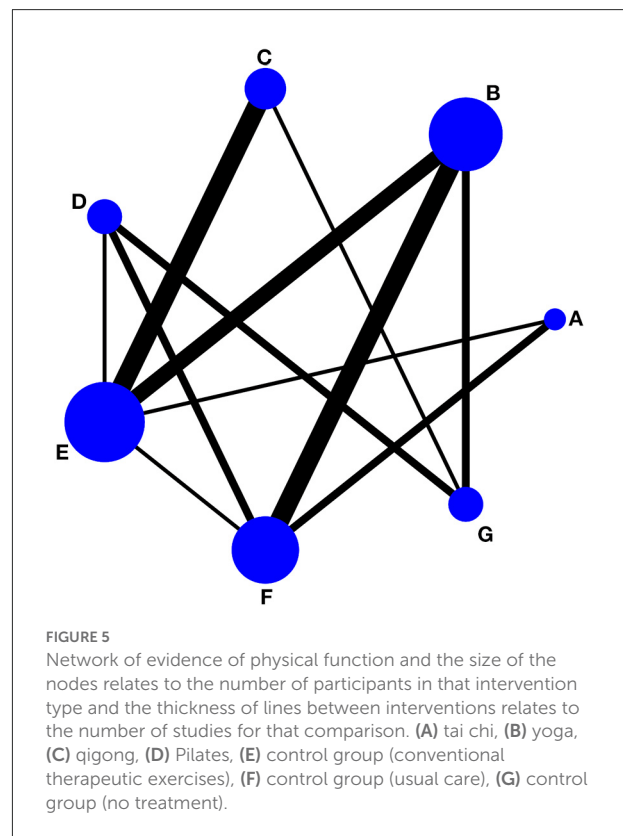 C
B
D
A
E
G
F
FIGURE 5
Network of evidence of physical function and the size of the
nodes relates to the number of participants in that intervention
type and the thickness of lines between interventions relates to
the number of studies for that comparison. (A) tai chi, (B) yoga,
(C) qigong, (D) Pilates, (E) control group (conventional
therapeutic exercises), (F) control group (usual care), (G) control
group (no treatment).